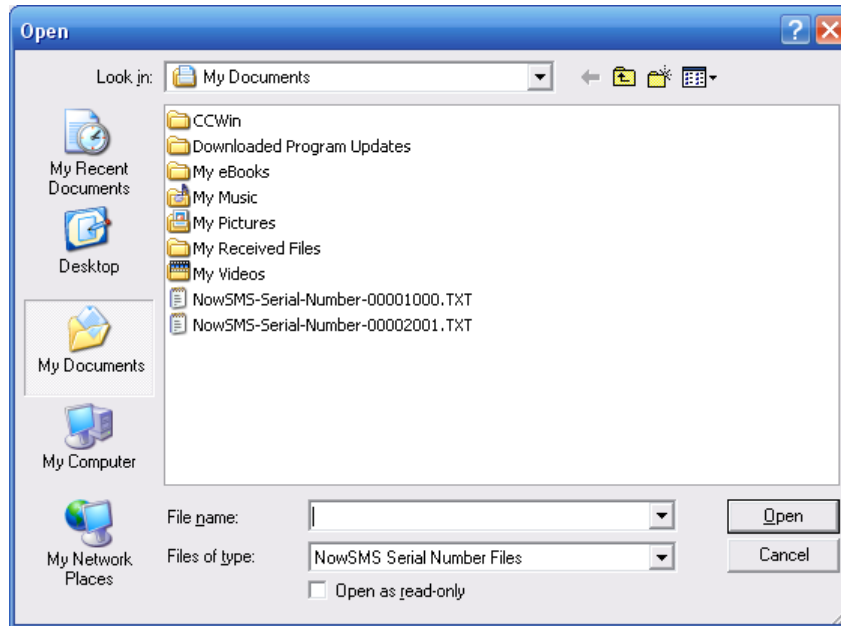 Open
Look in:
My Documents
My Recent
Documents
Desktop
My Documents
My Computer
My Network
Places
CCWin
Downloaded Program Updates
My eBooks
My Music
My Pictures
My Received Files
My Videos
NowSMS-Serial-Number-00001000.TXT
NowSMS-Serial-Number-00002001.TXT
File name:
Open
Files of type:
NowSMS Serial Number Files
Cancel
Open as read-only